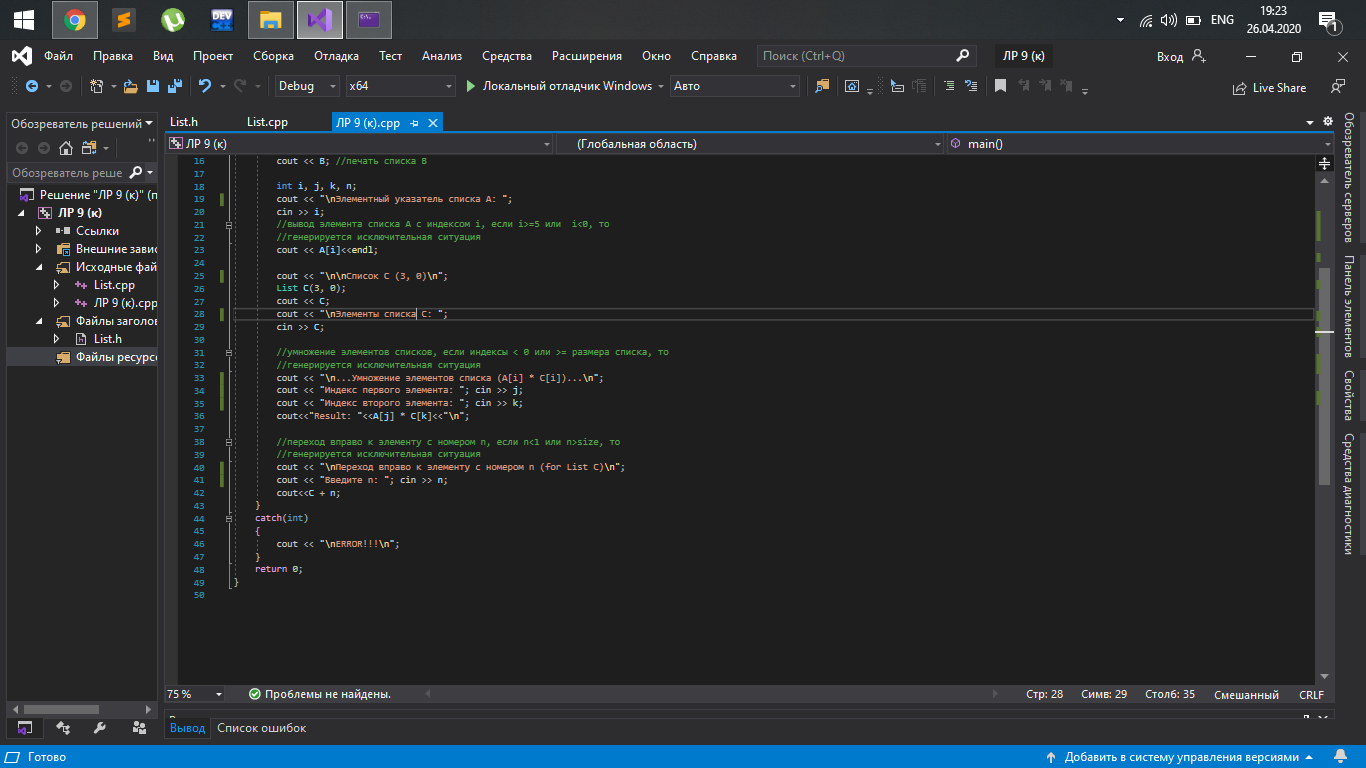 DEV
ENG
19:23
26.04.2020
1
Файл Правка Вид Проект Сборка Отладка Тест Анализ Средства Расширения Окно Справка Поиск (Ctrl+Q) ЛР 9 (к) Вход
Debug x64 Локальный отладчик Windows Авто Live Share
Обозреватель решений
Обозреватель реше
Решение "ЛР 9 (к)" (п
ЛР 9 (к)
Ссылки
Внешние зави
Исходные фай
List.cpp
ЛР 9 (к).cpp
Файлы заголо
List.h
Файлы ресурсо
List.h List.cpp ЛР 9 (к).cpp
ЛР 9 (к) (Глобальная область) main()
16 cout << B; //печать списка B
17
18 int i, j, k, n;
19 cout << "\nЭлементный указатель списка A: ";
20 cin >> i;
21 //вывод элемента списка A с индексом i, если i>=5 или  i<0, то
22 //генерируется исключительная ситуация
23 cout << A[i]<<endl;
24
25 cout << "\n\nСписок C (3, 0)\n";
26 List C(3, 0);
27 cout << C;
28 cout << "\nЭлементы списка C: ";
29 cin >> C;
30
31 //умножение элементов списков, если индексы < 0 или >= размера списка, то
32 //генерируется исключительная ситуация
33 cout << "\n...Умножение элементов списка (A[i] * C[i])...\n";
34 cout << "Индекс первого элемента: "; cin >> j;
35 cout << "Индекс второго элемента: "; cin >> k;
36 cout<<"Result: "<<A[j] * C[k]<<"\n";
37
38 //переход вправо к элементу с номером n, если n<1 или n>size, то
39 //генерируется исключительная ситуация
40 cout << "\nПереход вправо к элементу с номером n (for List C)\n";
41 cout << "Введите n: "; cin >> n;
42 cout<<C + n;
43 }
44 catch(int)
45 {
46 cout << "\nERROR!!!\n";
47 }
48 return 0;
49 }
50
Обозреватель серверов
Панель элементов
Свойства
Средства диагностики
75 % Проблемы не найдены. Стр: 28 Симв: 29 Столб: 35 Смешанный CRLF
Вывод Список ошибок
Готово Добавить в систему управления версиями